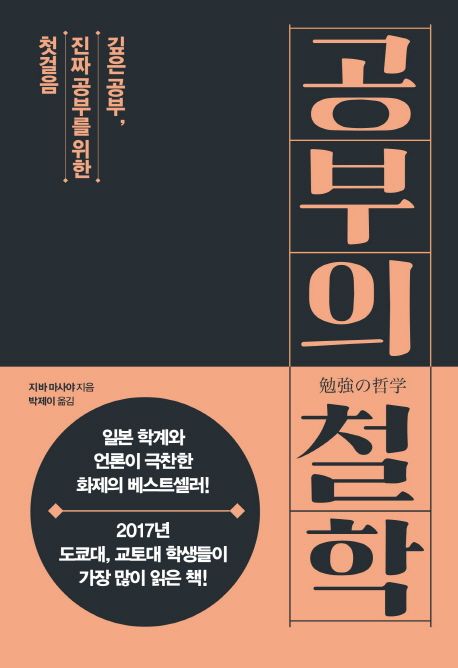 깊은 공부,
진짜 공부를 위한
첫걸음
공부의
철학
勉強の哲学
지바 마사야 지음
박제이 옮김
일본 학계와
언론이 극찬한
화제의 베스트셀러!
2017년
도쿄대, 교토대 학생들이
가장 많이 읽은 책!